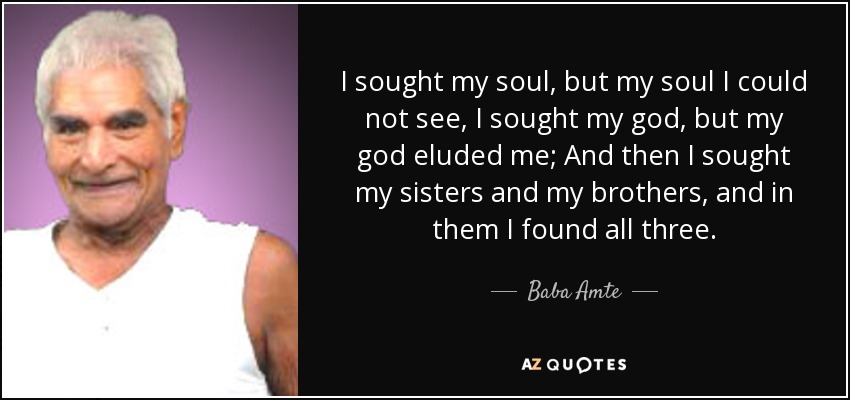 I sought my soul, but my soul I could
not see, I sought my god, but my
god eluded me; And then I sought
my sisters and my brothers, and in
them I found all three.
Baba Amte
AZ QUOTES